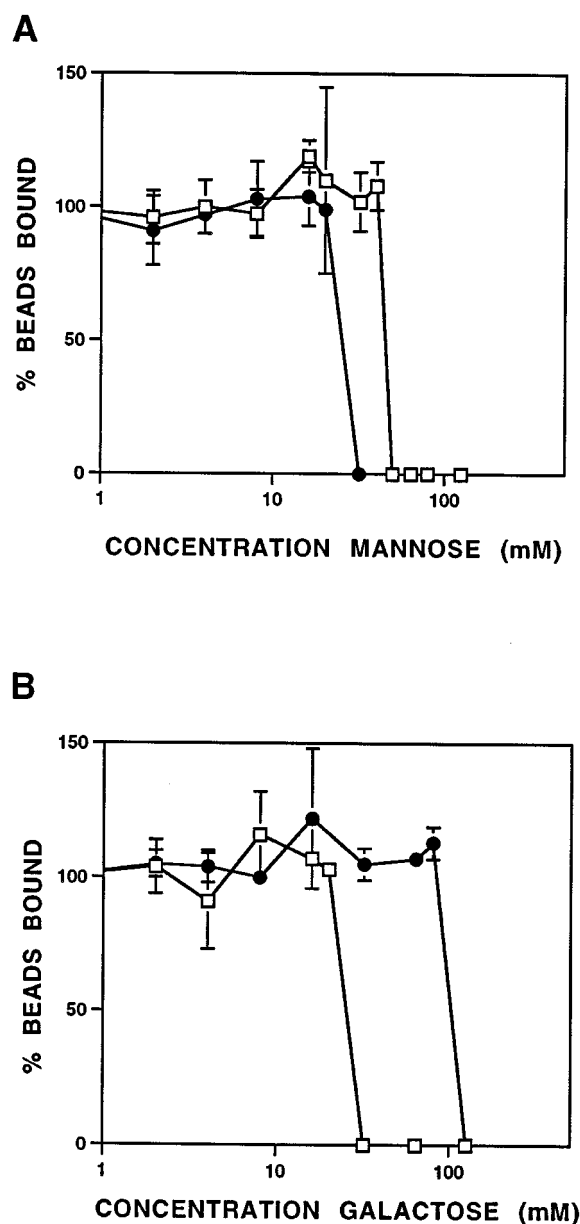 A
150
100
50
0
% BEADS BOUND
1 10 100
CONCENTRATION MANNOSE (mM)
B
150
100
50
0
% BEADS BOUND
1 10 100
CONCENTRATION GALACTOSE (mM)